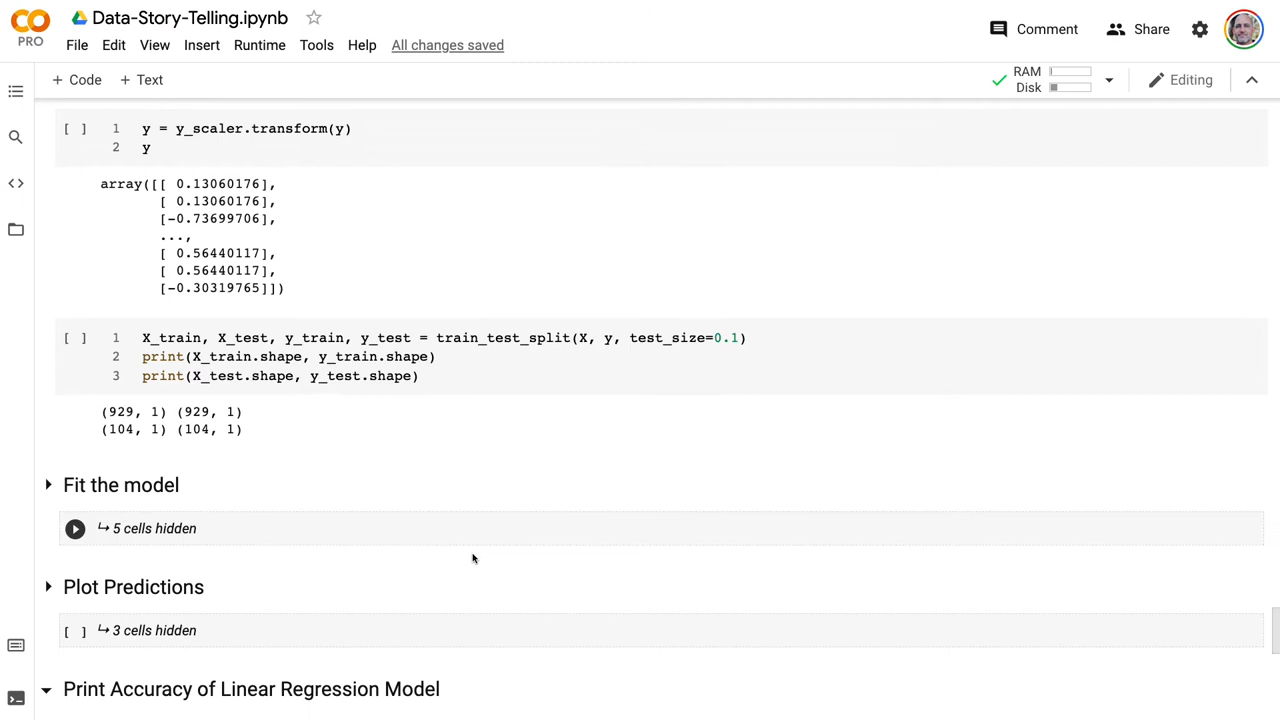 PRO
Data-Story-Telling.ipynb
Comment
Share
File Edit View Insert Runtime Tools Help All changes saved
+ Code + Text
RAM
Disk
Editing
[ ] 1 y = y_scaler.transform(y)
2 y
array([[ 0.13060176],
[ 0.13060176],
[-0.73699706],
...,
[ 0.56440117],
[ 0.56440117],
[-0.30319765]])
[ ] 1 X_train, X_test, y_train, y_test = train_test_split(X, y, test_size=0.1)
2 print(X_train.shape, y_train.shape)
3 print(X_test.shape, y_test.shape)
(929, 1) (929, 1)
(104, 1) (104, 1)
Fit the model
5 cells hidden
Plot Predictions
[ ] 3 cells hidden
Print Accuracy of Linear Regression Model